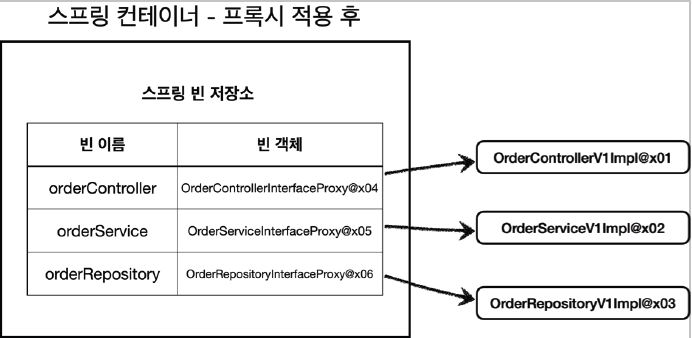 스프링 컨테이너 - 프록시 적용 후
스프링 빈 저장소
빈 이름 빈 객체
orderController OrderControllerInterfaceProxy@x04
orderService OrderServiceInterfaceProxy@x05
orderRepository OrderRepositoryInterfaceProxy@x06
OrderControllerV1Impl@x01
OrderServiceV1Impl@x02
OrderRepositoryV1Impl@x03